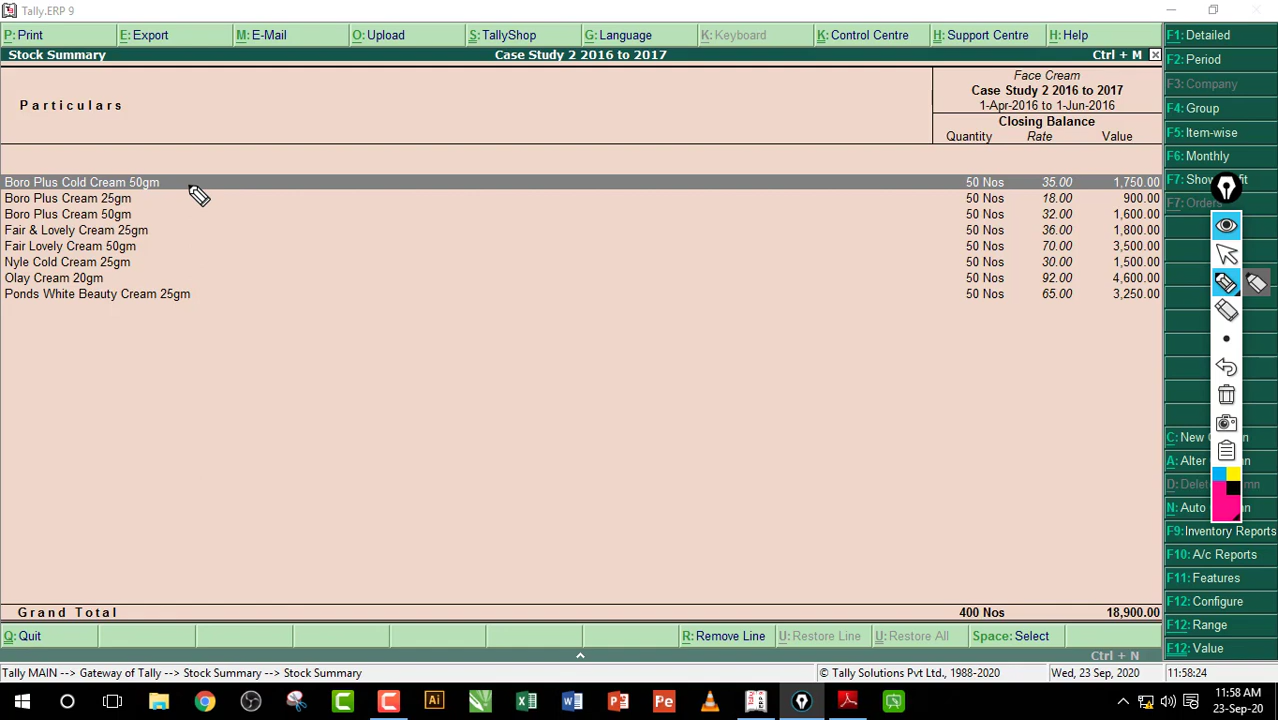 Tally.ERP 9
P: Print E: Export M: E-Mail O: Upload S: TallyShop G: Language K: Keyboard K: Control Centre H: Support Centre H: Help
Stock Summary Case Study 2 2016 to 2017 Ctrl + M
Particulars
Face Cream
Case Study 2 2016 to 2017
1-Apr-2016 to 1-Jun-2016
Closing Balance
Quantity Rate Value
Boro Plus Cold Cream 50gm 50 Nos 35.00 1,750.00
Boro Plus Cream 25gm 50 Nos 18.00 900.00
Boro Plus Cream 50gm 50 Nos 32.00 1,600.00
Fair & Lovely Cream 25gm 50 Nos 36.00 1,800.00
Fair Lovely Cream 50gm 50 Nos 70.00 3,500.00
Nyle Cold Cream 25gm 50 Nos 30.00 1,500.00
Olay Cream 20gm 50 Nos 92.00 4,600.00
Ponds White Beauty Cream 25gm 50 Nos 65.00 3,250.00
Grand Total 400 Nos 18,900.00
F1: Detailed
F2: Period
F3: Company
F4: Group
F5: Item-wise
F6: Monthly
F7: Show
F7: Orders
C: New
A: Alter
D:
N: Auto
F9: Inventory Reports
F10: A/c Reports
F11: Features
F12: Configure
F12: Range
F12: Value
Q: Quit R: Remove Line U: Restore Line U: Restore All Space: Select
Ctrl + N
Tally MAIN --> Gateway of Tally --> Stock Summary --> Stock Summary © Tally Solutions Pvt Ltd., 1988-2020 Wed, 23 Sep, 2020 11:58:24
11:58 AM
23-Sep-20